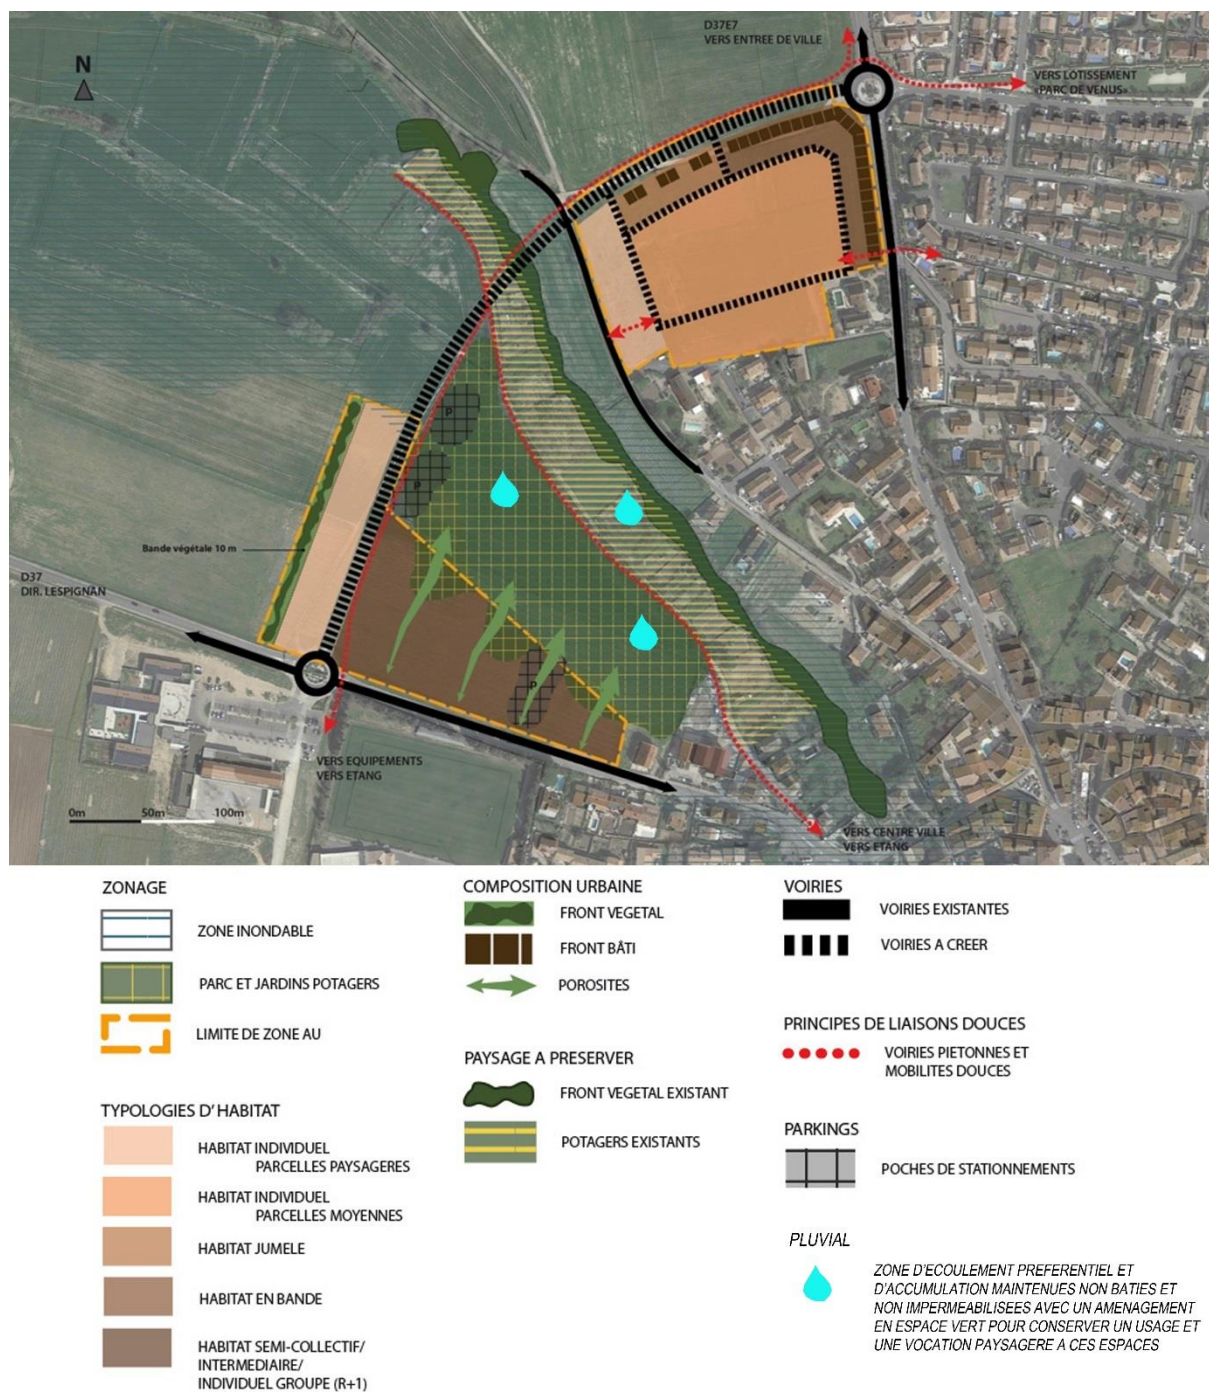 D37E7
VERS ENTREE DE VILLE
N
VERS LOTISSEMENT
«PARC DE VENUS»
P
P
Bande végétale 10 m
D37
DIR. LESPIGNAN
P
VERS EQUIPEMENTS
VERS ETANG
0m 50m 100m
VERS CENTRE VILLE
VERS ETANG
ZONAGE
ZONE INONDABLE
PARC ET JARDINS POTAGERS
LIMITE DE ZONE AU
TYPOLOGIES D'HABITAT
HABITAT INDIVIDUEL
PARCELLES PAYSAGERES
HABITAT INDIVIDUEL
PARCELLES MOYENNES
HABITAT JUMELE
HABITAT EN BANDE
HABITAT SEMI-COLLECTIF/
INTERMEDIAIRE/
INDIVIDUEL GROUPE (R+1)
COMPOSITION URBAINE
FRONT VEGETAL
FRONT BÂTI
POROSITES
PAYSAGE A PRESERVER
FRONT VEGETAL EXISTANT
POTAGERS EXISTANTS
VOIRIES
VOIRIES EXISTANTES
VOIRIES A CREER
PRINCIPES DE LIAISONS DOUCES
VOIRIES PIETONNES ET
MOBILITES DOUCES
PARKINGS
POCHES DE STATIONNEMENTS
PLUVIAL
ZONE D'ECOULEMENT PREFERENTIEL ET
D'ACCUMULATION MAINTENUES NON BATIES ET
NON IMPERMEABILISEES AVEC UN AMENAGEMENT
EN ESPACE VERT POUR CONSERVER UN USAGE ET
UNE VOCATION PAYSAGERE A CES ESPACES